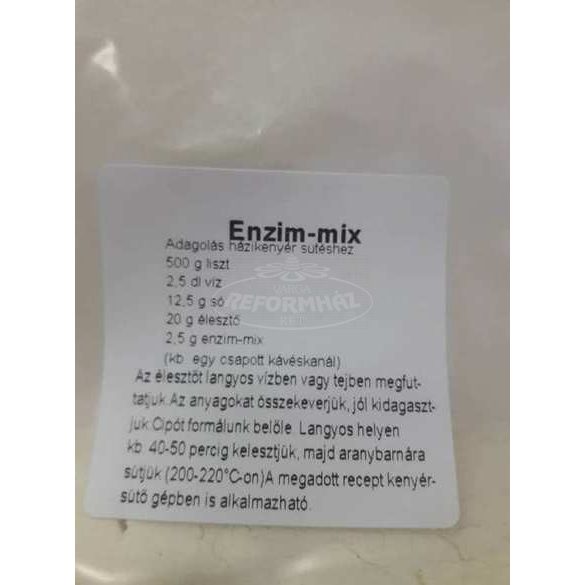 Enzim-mix
Adagolás házikenyér sütéshez
500 g liszt
2,5 dl víz
12,5 g só
20 g élesztő
2,5 g enzim-mix
(kb. egy csapott kávéskanál)
Az élesztőt langyos vízben vagy tejben megfut-
tatjuk.Az anyagokat összekeverjük, jól kidagaszt-
juk.Cipót formálunk belőle. Langyos helyen
kb. 40-50 percig kelesztjük, majd aranybarnára
sütjük (200-220°C-on)A megadott recept kenyér-
sütő gépben is alkalmazható.
VARGA
REFORMHÁZ
KFT.